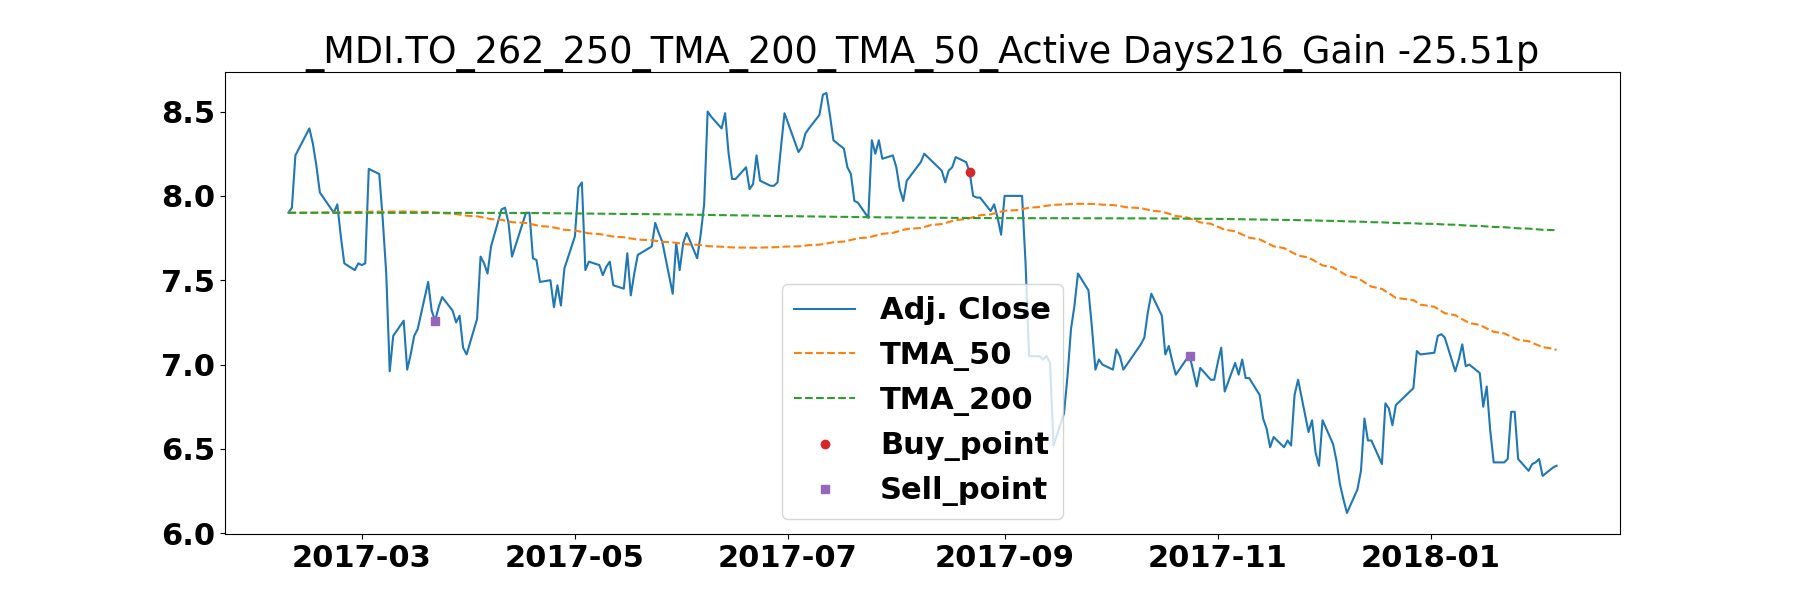 _MDI.TO_262_250_TMA_200_TMA_50_Active Days216_Gain -25.51p
8.5
8.0
7.5
7.0
6.5
6.0
Adj. Close
TMA_50
TMA_200
Buy_point
Sell_point
2017-03
2017-05
2017-07
2017-09
2017-11
2018-01